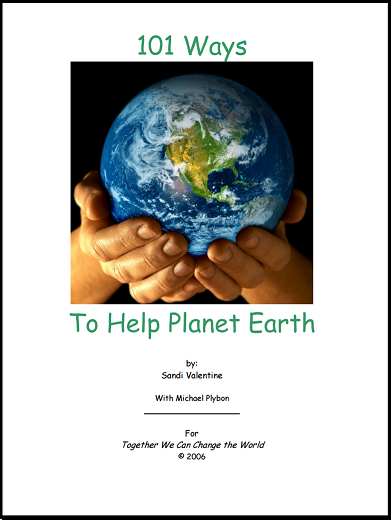 101 Ways
To Help Planet Earth
by:
Sandi Valentine
With Michael Plybon
For
Together We Can Change the World
© 2006